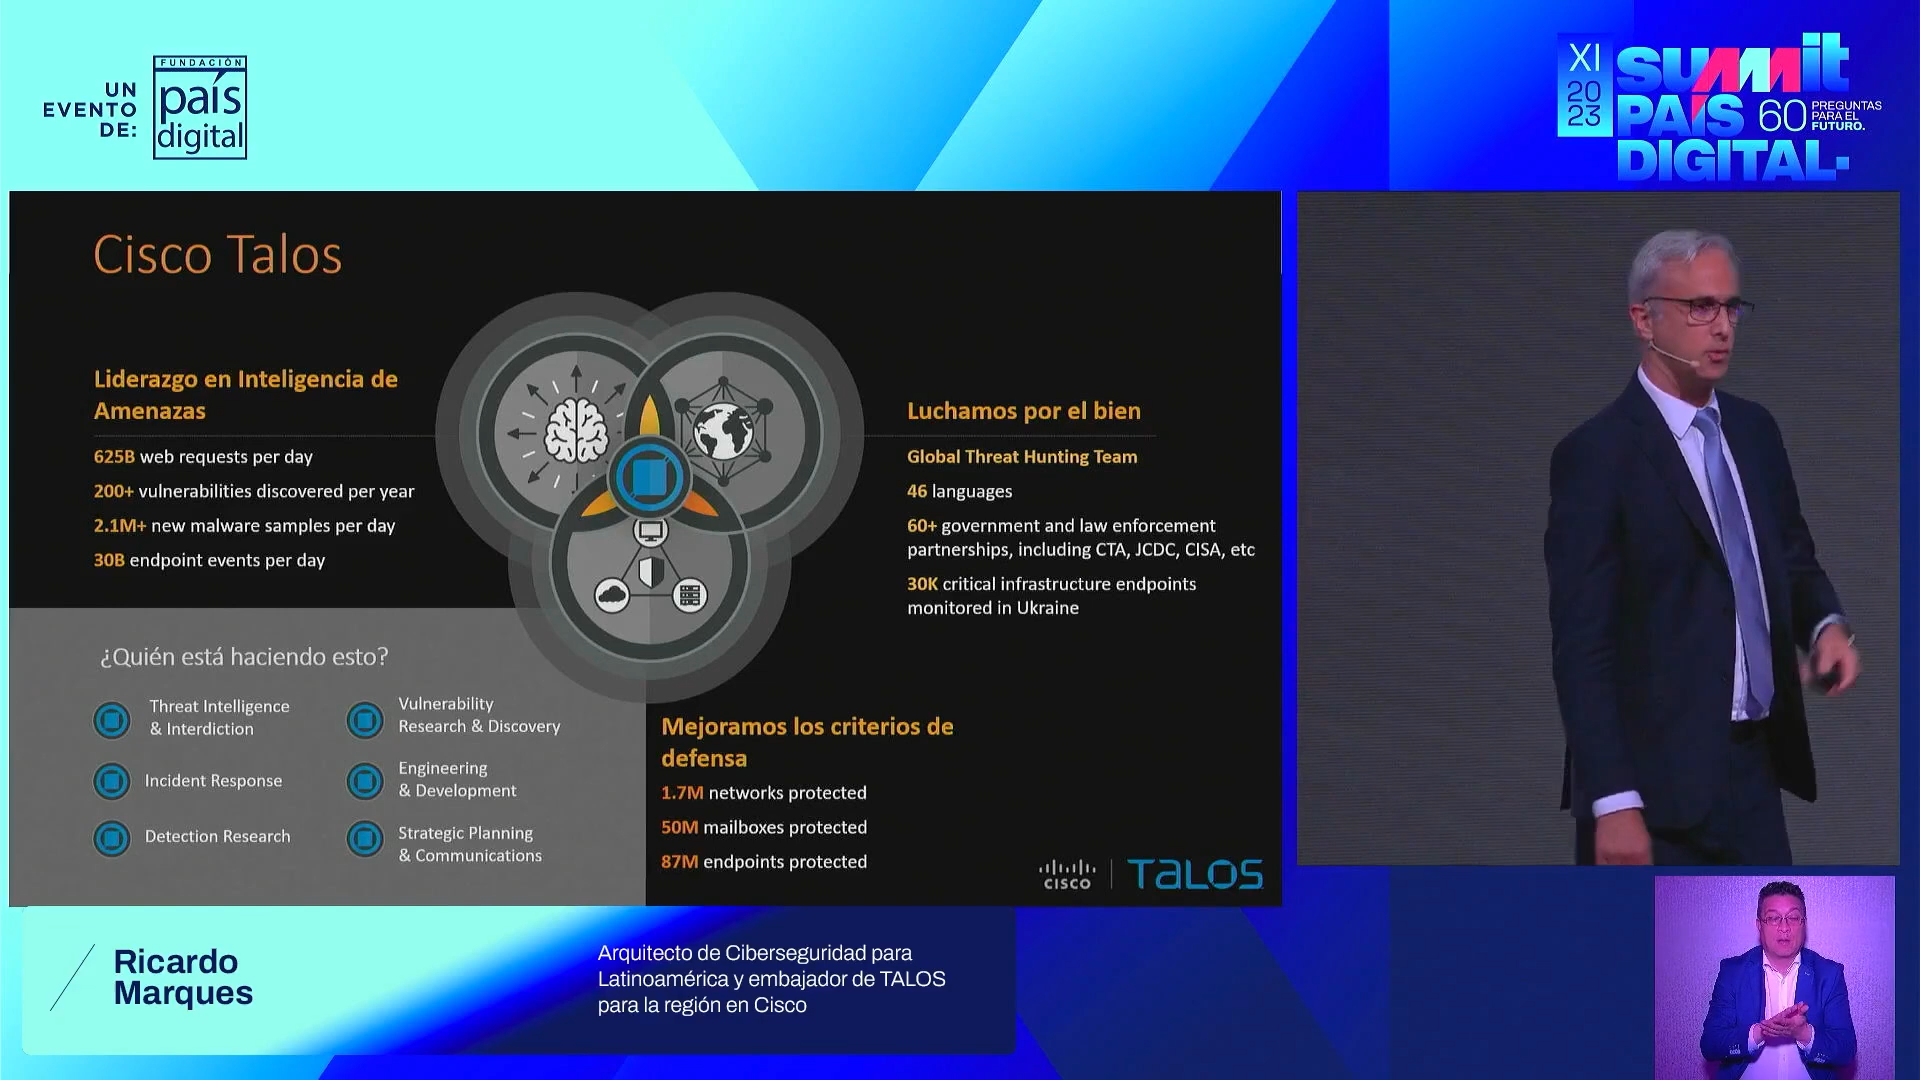 UN
EVENTO
DE:
FUNDACIÓN
país
digital
XI
20
23
SUMMIT
PAÍS
DIGITAL
60
PREGUNTAS
PARA EL
FUTURO.
Cisco Talos
Liderazgo en Inteligencia de
Amenazas
625B web requests per day
200+ vulnerabilities discovered per year
2.1M+ new malware samples per day
30B endpoint events per day
Luchamos por el bien
Global Threat Hunting Team
46 languages
60+ government and law enforcement
partnerships, including CTA, JCDC, CISA, etc
30K critical infrastructure endpoints
monitored in Ukraine
¿Quién está haciendo esto?
Threat Intelligence
& Interdiction
Incident Response
Detection Research
Vulnerability
Research & Discovery
Engineering
& Development
Strategic Planning
& Communications
Mejoramos los criterios de
defensa
1.7M networks protected
50M mailboxes protected
87M endpoints protected
CISCO
TALOS
Ricardo
Marques
Arquitecto de Ciberseguridad para
Latinoamérica y embajador de TALOS
para la región en Cisco